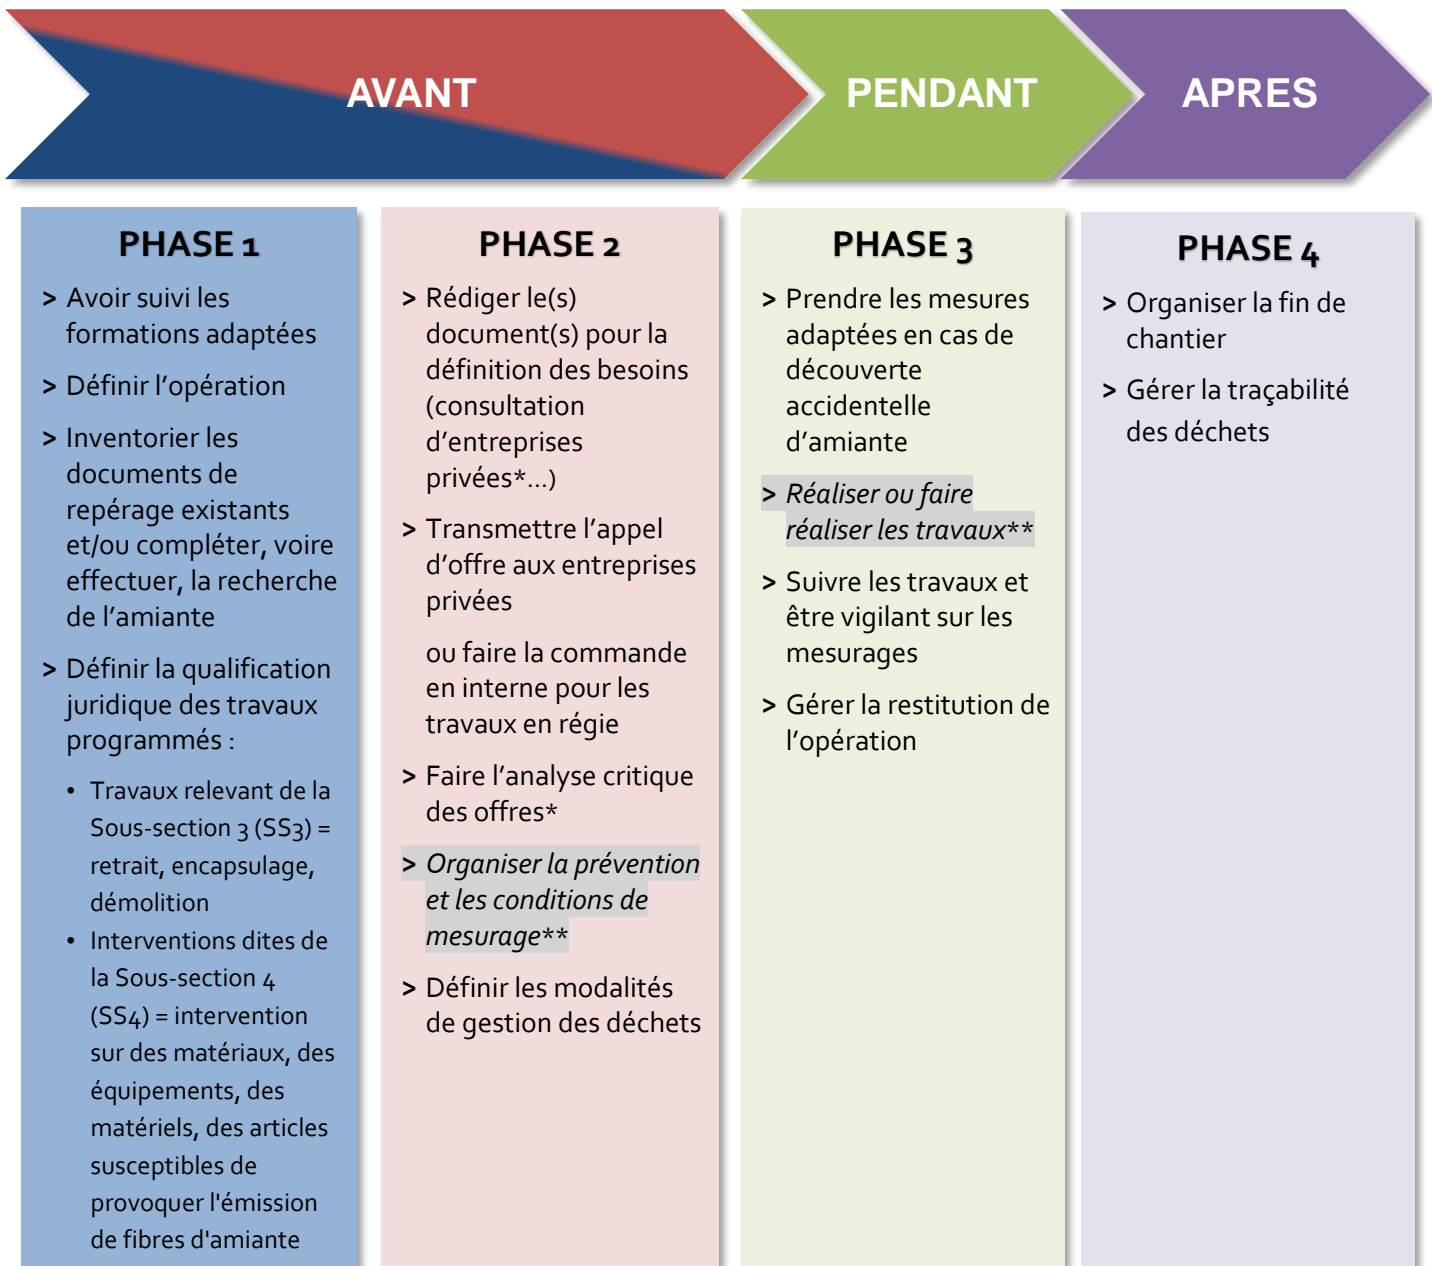 AVANT
PENDANT
APRES
PHASE 1
> Avoir suivi les
formations adaptées
> Définir l’opération
> Inventorier les
documents de
repérage existants
et/ou compléter, voire
effectuer, la recherche
de l’amiante
> Définir la qualification
juridique des travaux
programmés :
• Travaux relevant de la
Sous-section 3 (SS3) =
retrait, encapsulage,
démolition
• Interventions dites de
la Sous-section 4
(SS4) = intervention
sur des matériaux, des
équipements, des
matériels, des articles
susceptibles de
provoquer l'émission
de fibres d'amiante
PHASE 2
> Rédiger le(s)
document(s) pour la
définition des besoins
(consultation
d’entreprises
privées*...)
> Transmettre l’appel
d’offre aux entreprises
privées
ou faire la commande
en interne pour les
travaux en régie
> Faire l’analyse critique
des offres*
> Organiser la prévention
et les conditions de
mesurage**
> Définir les modalités
de gestion des déchets
PHASE 3
> Prendre les mesures
adaptées en cas de
découverte
accidentelle
d’amiante
> Réaliser ou faire
réaliser les travaux**
> Suivre les travaux et
être vigilant sur les
mesurages
> Gérer la restitution de
l’opération
PHASE 4
> Organiser la fin de
chantier
> Gérer la traçabilité
des déchets